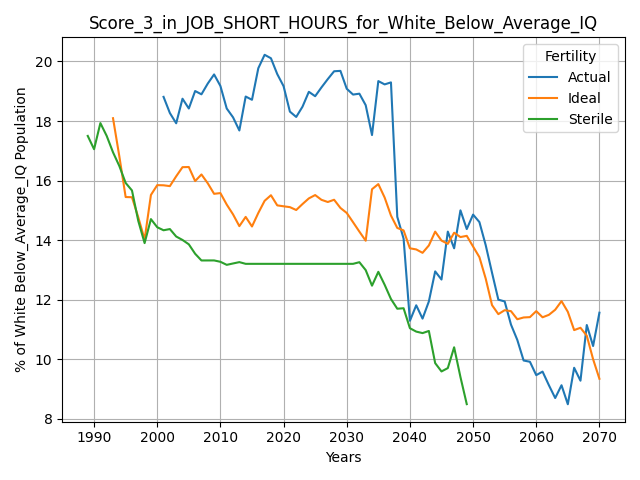 Score_3_in_JOB_SHORT_HOURS_for_White_Below_Average_IQ
% of White Below_Average_IQ Population
20
18
16
14
12
10
8
Fertility
Actual
Ideal
Sterile
1990 2000 2010 2020 2030 2040 2050 2060 2070
Years